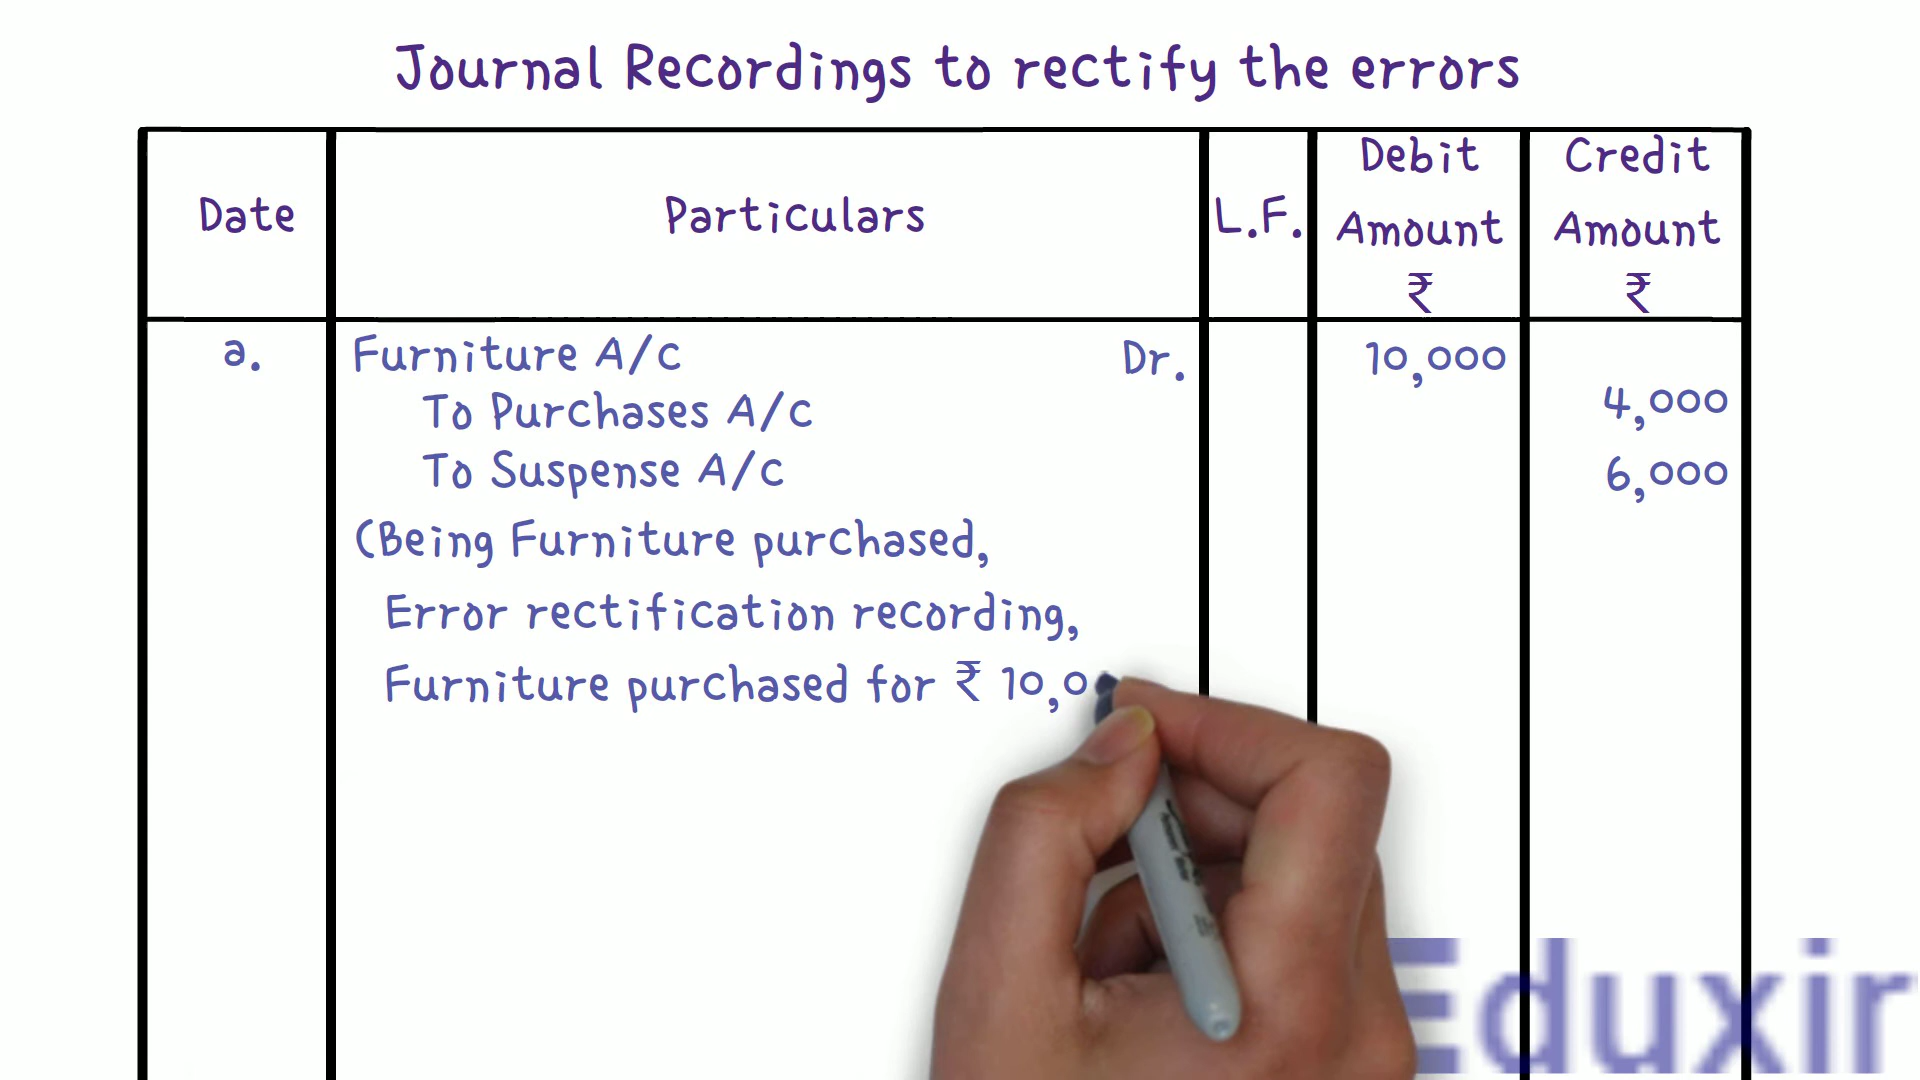 Journal Recordings to rectify the errors
Date
Particulars
L.F.
Debit
Amount
₹
Credit
Amount
₹
a.
Furniture A/c Dr. 10,000
To Purchases A/c 4,000
To Suspense A/c 6,000
(Being Furniture purchased,
Error rectification recording,
Furniture purchased for ₹ 10,0